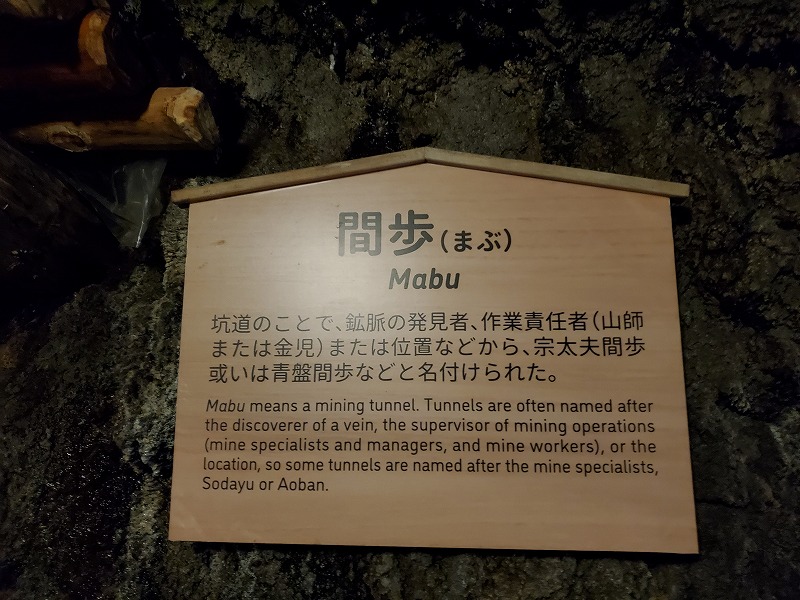 間歩(まぶ)
Mabu
坑道のことで、鉱脈の発見者、作業責任者(山師
または金児)または位置などから、宗太夫間歩
或いは青盤間歩などと名付けられた。
Mabu means a mining tunnel. Tunnels are often named after
the discoverer of a vein, the supervisor of mining operations
(mine specialists and managers, and mine workers), or the
location, so some tunnels are named after the mine specialists,
Sodayu or Aoban.